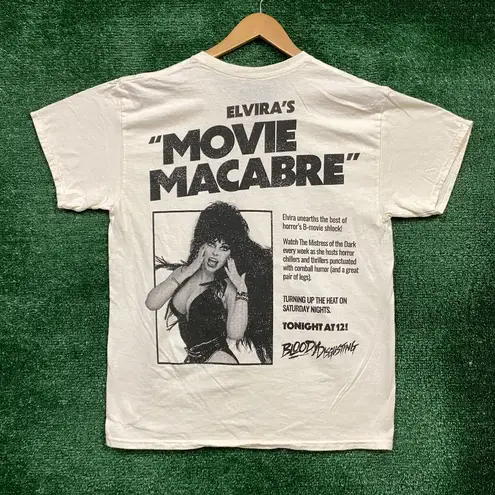 ELVIRA'S
"MOVIE
MACABRE"
Elvira unearths the best of
horror's B-movie shlock!
Watch The Mistress of the Dark
every week as she hosts horror
chillers and thrillers punctuated
with cornball humor (and a great
pair of legs).
TURNING UP THE HEAT ON
SATURDAY NIGHTS.
TONIGHT AT 12!
BLOODY DISGUSTING